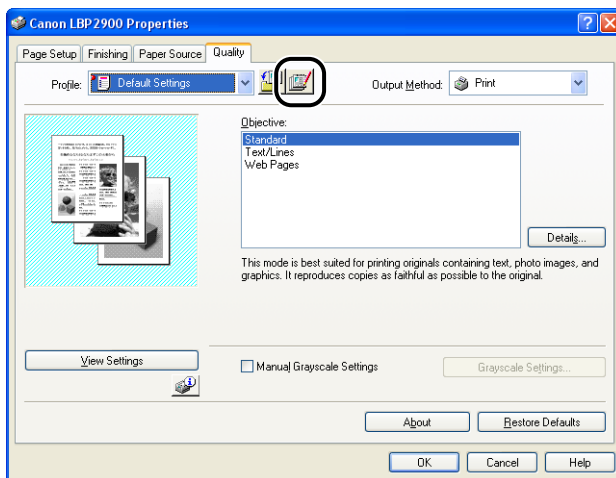 Canon LBP2900 Properties
Page Setup
Finishing
Paper Source
Quality
Profile:
Default Settings
Output Method:
Print
Objective:
Standard
Text/Lines
Web Pages
Details...
This mode is best suited for printing originals containing text, photo images, and
graphics. It reproduces copies as faithful as possible to the original.
View Settings
Manual Grayscale Settings
Grayscale Settings...
About
Restore Defaults
OK
Cancel
Help